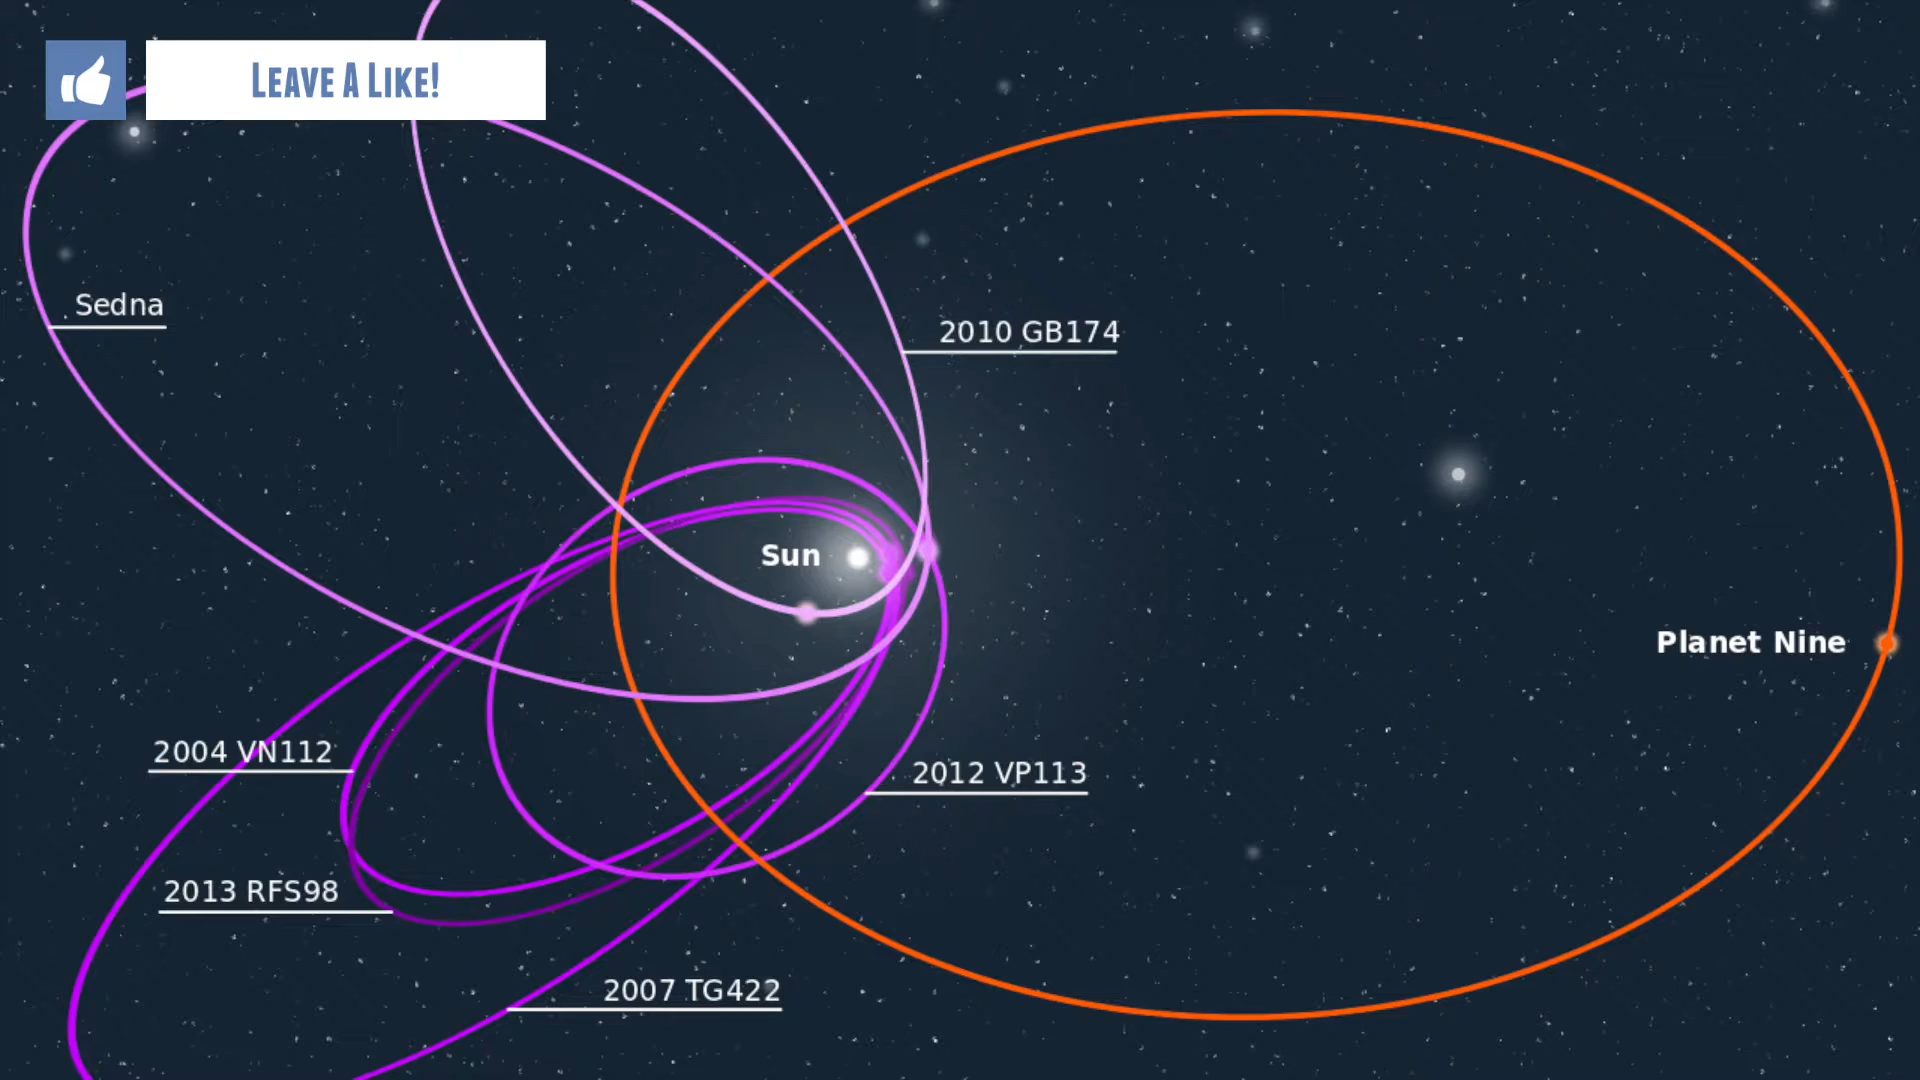 LEAVE A LIKE!
Sedna
2010 GB174
Sun
Planet Nine
2004 VN112
2012 VP113
2013 RFS98
2007 TG422